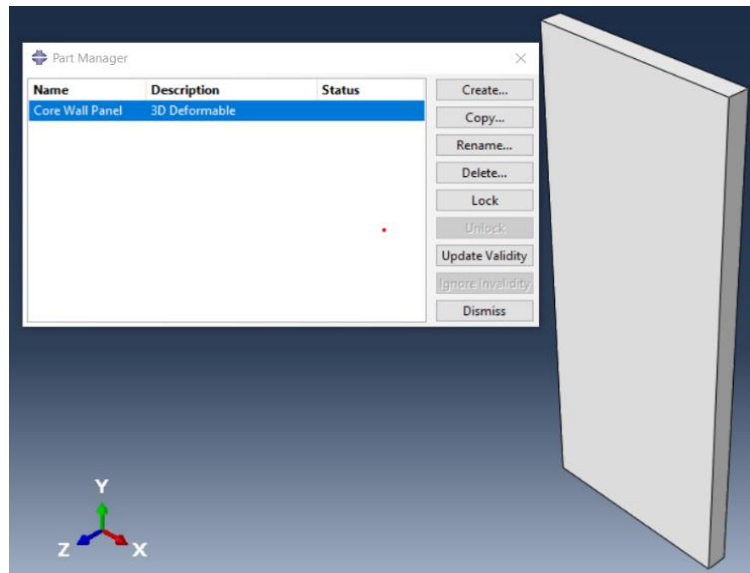 Part Manager
Name Description Status
Core Wall Panel 3D Deformable
Create...
Copy...
Rename...
Delete...
Lock
Unlock
Update Validity
Ignore Invalidity
Dismiss
Y
Z X